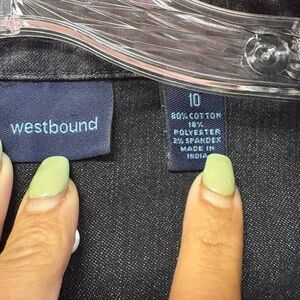 westbound
10
80% COTTON
18%
POLYESTER
2% SPANDEX
MADE IN
INDIA